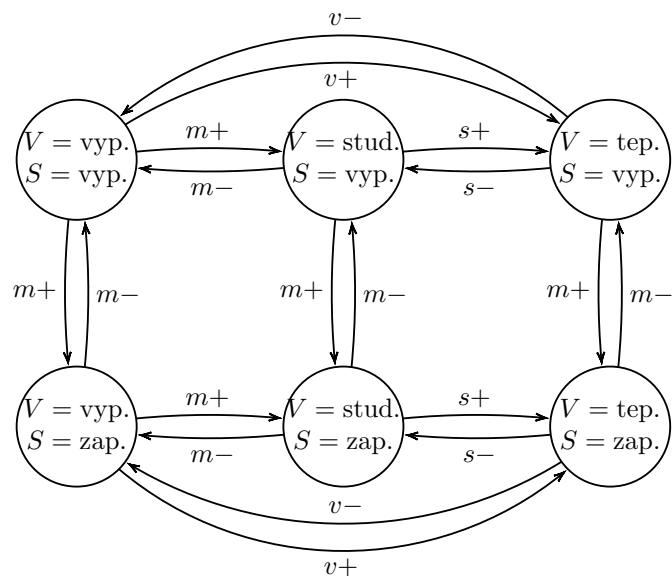 v−
v+
m+
s+
V = vyp.
S = vyp.
V = stud.
S = vyp.
V = tep.
S = vyp.
m−
s−
m+
m−
m+
m−
m+
m−
m+
s+
V = vyp.
S = zap.
V = stud.
S = zap.
V = tep.
S = zap.
m−
s−
v−
v+